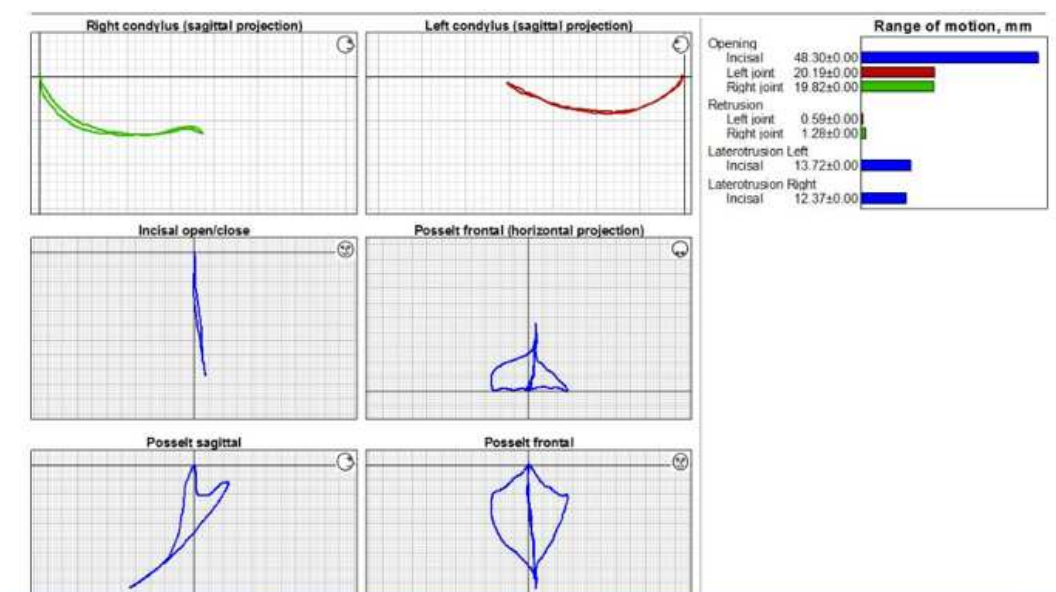 Right condylus (sagittal projection)
Left condylus (sagittal projection)
Range of motion, mm
Opening
Incisal 48.30±0.00
Left joint 20.19±0.00
Right joint 19.82±0.00
Retrusion
Left joint 0.59±0.00
Right joint 1.28±0.00
Laterotrusion Left
Incisal 13.72±0.00
Laterotrusion Right
Incisal 12.37±0.00
Incisal open/close
Posselt frontal (horizontal projection)
Posselt sagittal
Posselt frontal